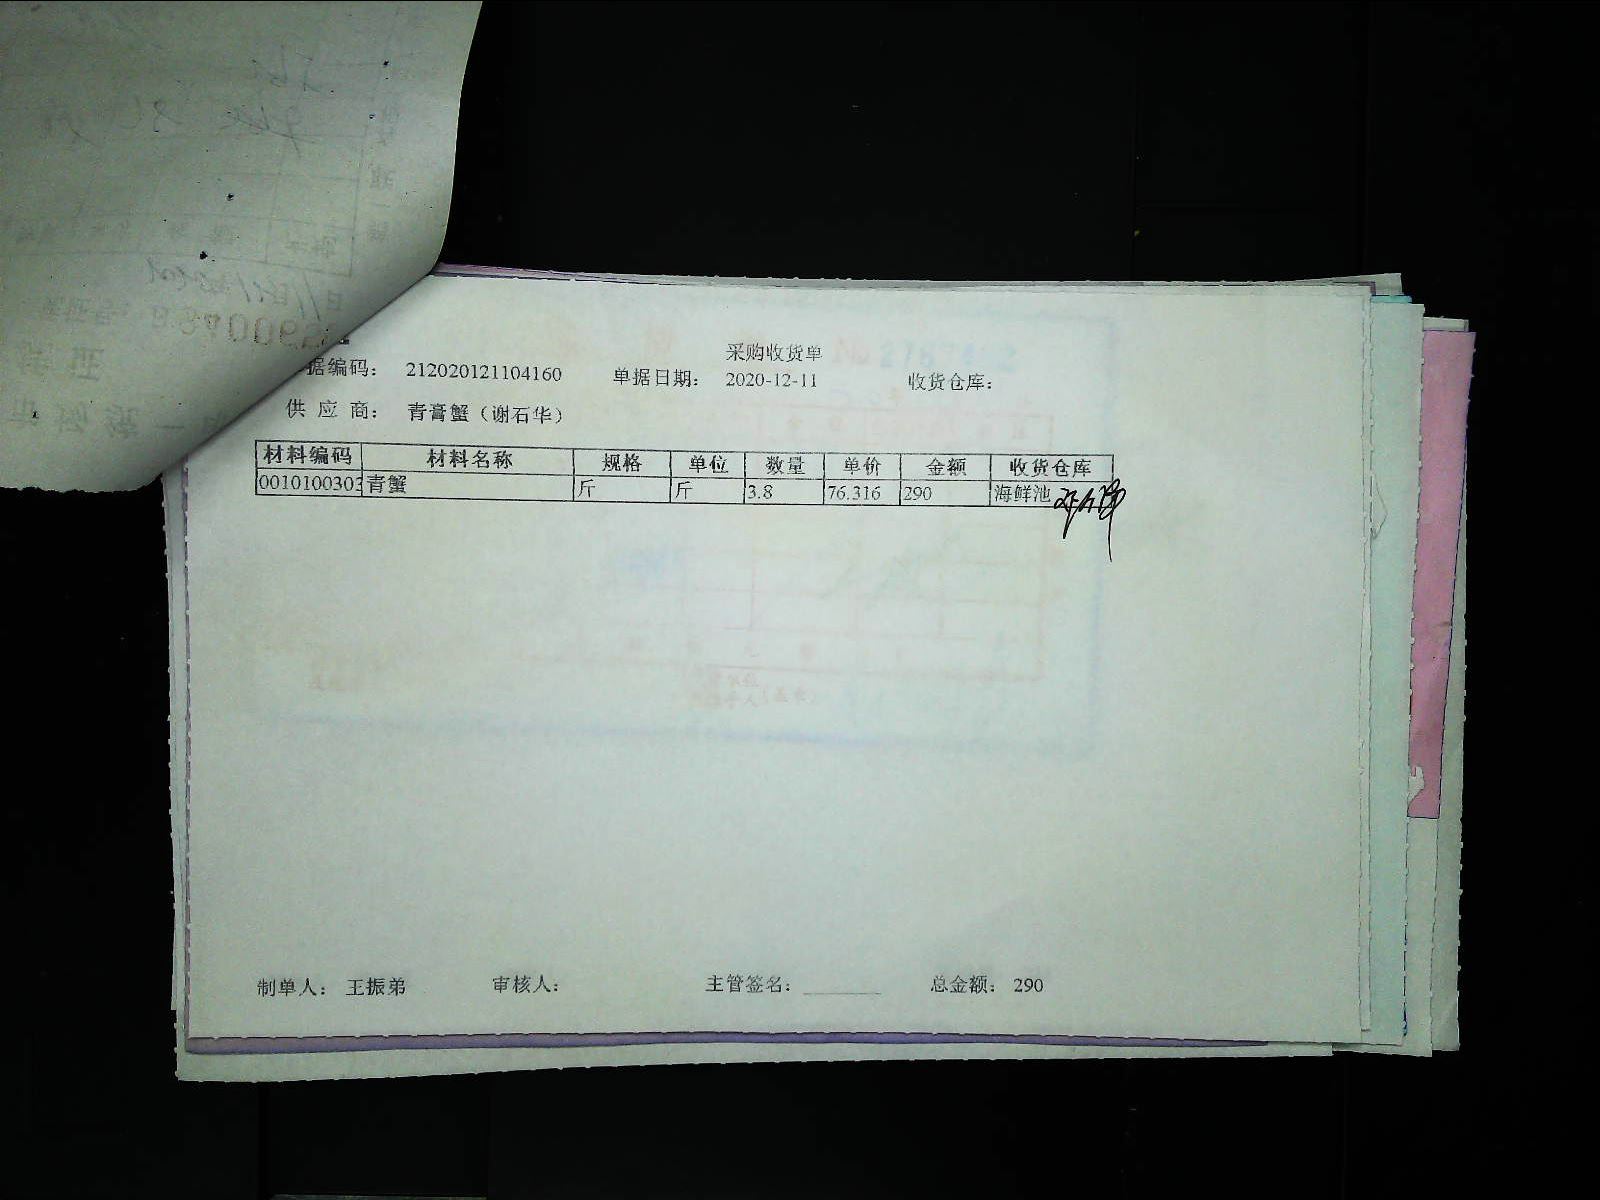 采购收货单
据编码： 212020121104160 单据日期： 2020-12-11 收货仓库：
供 应 商： 青膏蟹（谢石华）
材料编码 材料名称 规格 单位 数量 单价 金额 收货仓库
0010100303 青蟹 斤 斤 3.8 76.316 290 海鲜池
制单人： 王振弟 审核人： 主管签名： 总金额： 290